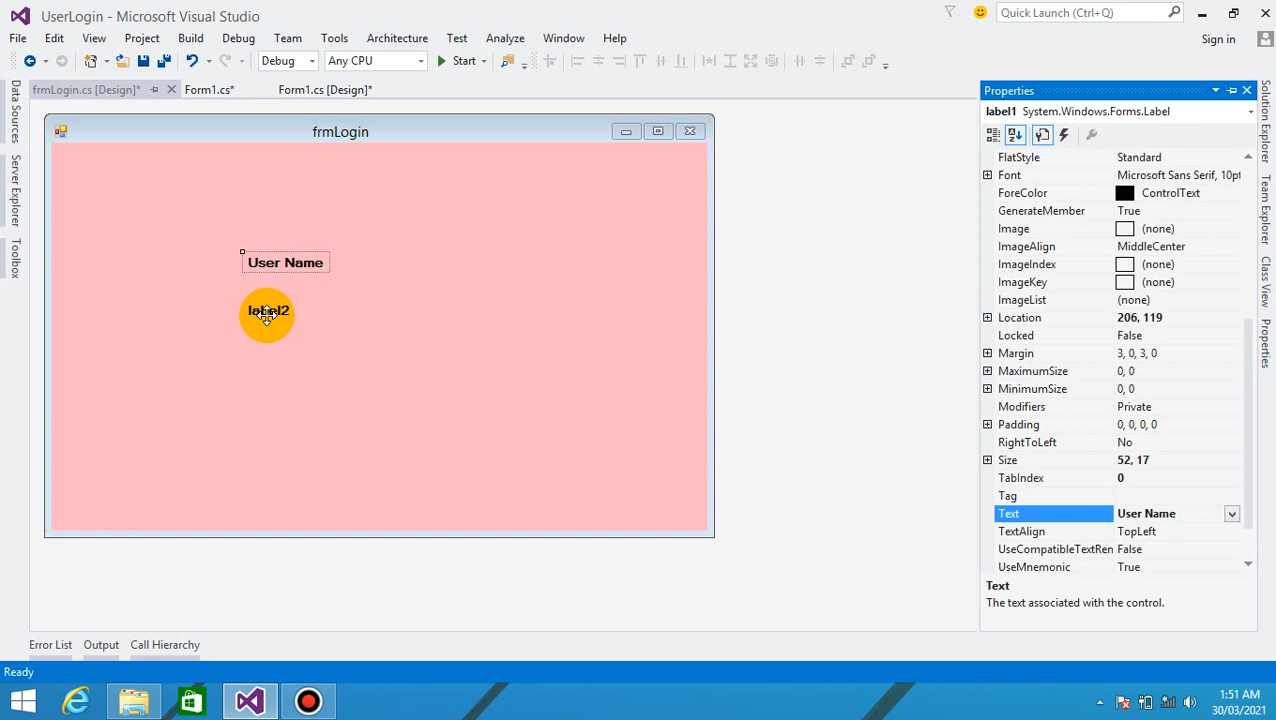 UserLogin - Microsoft Visual Studio
Quick Launch (Ctrl+Q)
File Edit View Project Build Debug Team Tools Architecture Test Analyze Window Help
Sign in
Debug Any CPU Start
frmLogin.cs [Design]* Form1.cs* Form1.cs [Design]*
Data Sources
Server Explorer
Toolbox
frmLogin
User Name
label2
Properties
label1 System.Windows.Forms.Label
FlatStyle Standard
Font Microsoft Sans Serif, 10pt
ForeColor ControlText
GenerateMember True
Image (none)
ImageAlign MiddleCenter
ImageIndex (none)
ImageKey (none)
ImageList (none)
Location 206, 119
Locked False
Margin 3, 0, 3, 0
MaximumSize 0, 0
MinimumSize 0, 0
Modifiers Private
Padding 0, 0, 0, 0
RightToLeft No
Size 52, 17
TabIndex 0
Tag
Text User Name
TextAlign TopLeft
UseCompatibleTextRen False
UseMnemonic True
Text
The text associated with the control.
Solution Explorer
Team Explorer
Class View
Properties
Error List Output Call Hierarchy
Ready
1:51 AM
30/03/2021